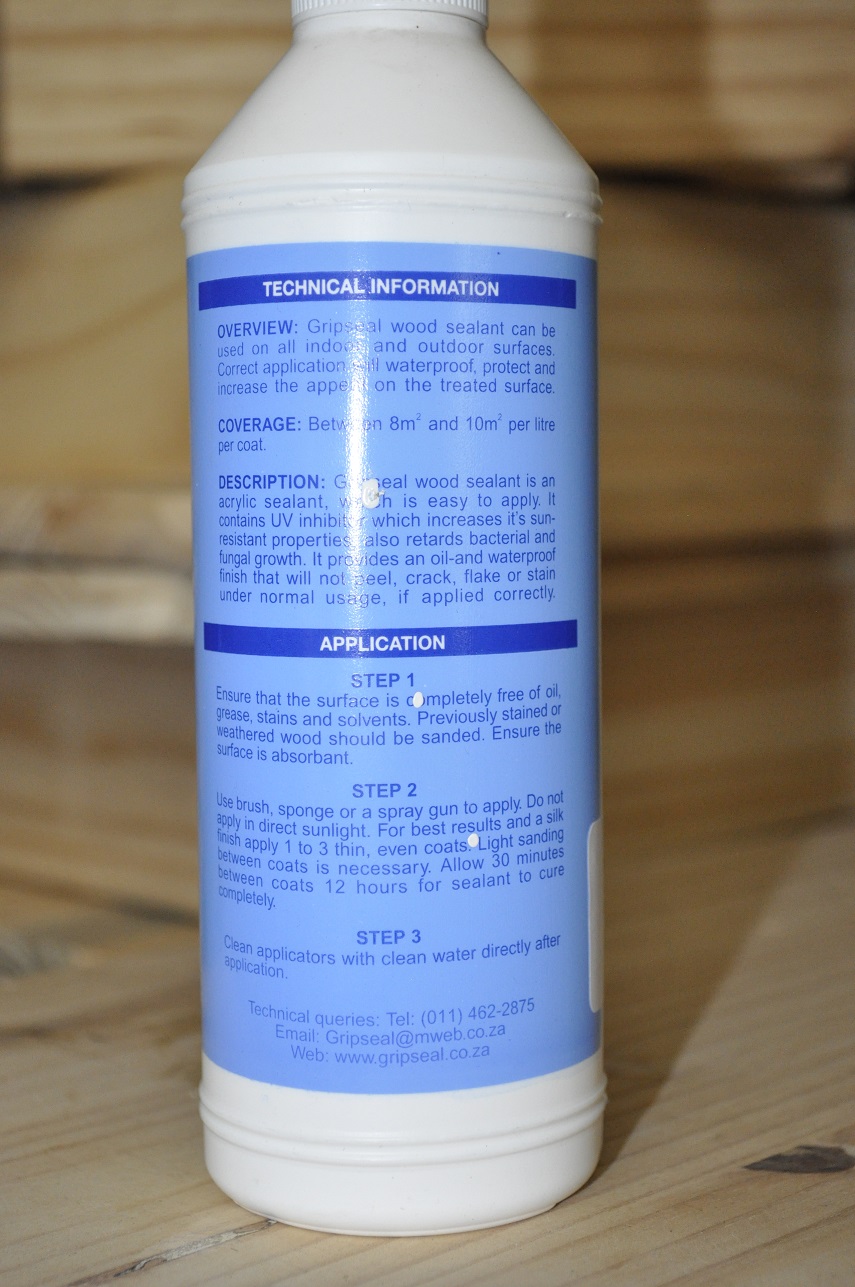 TECHNICAL INFORMATION
OVERVIEW: Gripseal wood sealant can be
used on all indoor and outdoor surfaces.
Correct application will waterproof, protect and
increase the appeal on the treated surface.
COVERAGE: Between 8m² and 10m² per litre
per coat.
DESCRIPTION: Gripseal wood sealant is an
acrylic sealant, which is easy to apply. It
contains UV inhibitor which increases it's sun-
resistant properties, also retards bacterial and
fungal growth. It provides an oil-and waterproof
finish that will not peel, crack, flake or stain
under normal usage, if applied correctly.
APPLICATION
STEP 1
Ensure that the surface is completely free of oil,
grease, stains and solvents. Previously stained or
weathered wood should be sanded. Ensure the
surface is absorbant.
STEP 2
Use brush, sponge or a spray gun to apply. Do not
apply in direct sunlight. For best results and a silk
finish apply 1 to 3 thin, even coats. Light sanding
between coats is necessary. Allow 30 minutes
between coats 12 hours for sealant to cure
completely.
STEP 3
Clean applicators with clean water directly after
application.
Technical queries: Tel: (011) 462-2875
Email: Gripseal@mweb.co.za
Web: www.gripseal.co.za